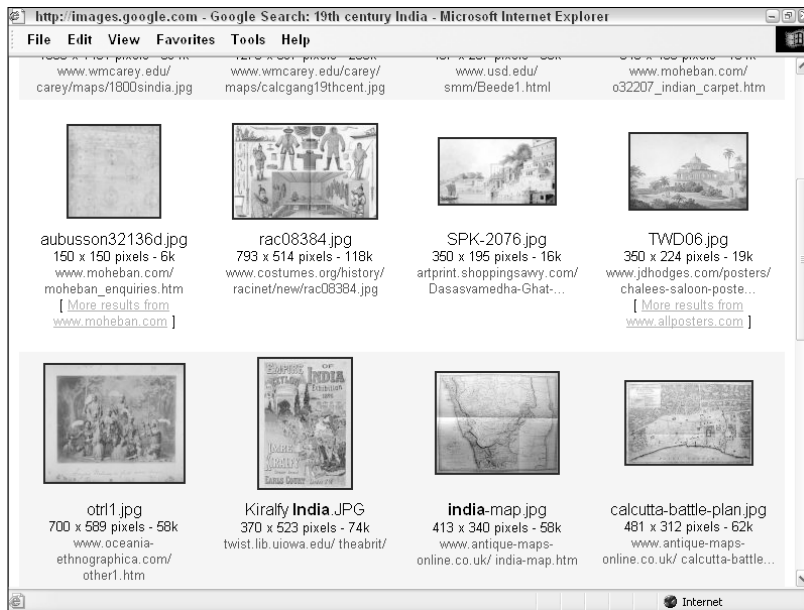 http://images.google.com - Google Search: 19th century India - Microsoft Internet Explorer
File Edit View Favorites Tools Help
www.wmcarey.edu/
carey/maps/1800sindia.jpg
www.wmcarey.edu/carey/
maps/calcgang19thcent.jpg
www.usd.edu/
smm/Beede1.html
www.moheban.com/
o32207_indian_carpet.htm
aubusson32136d.jpg
150 x 150 pixels - 6k
www.moheban.com/
moheban_enquiries.htm
[ More results from
www.moheban.com ]
rac08384.jpg
793 x 514 pixels - 118k
www.costumes.org/history/
racinet/new/rac08384.jpg
SPK-2076.jpg
350 x 195 pixels - 16k
artprint.shoppingsavvy.com/
Dasasvamedha-Ghat-...
TWD06.jpg
350 x 224 pixels - 19k
www.jdhodges.com/posters/
chalees-saloon-poste...
[ More results from
www.allposters.com ]
EMPIRE OF
INDIA
Exhibition
KIRALFY
EARLS COURT
otrl1.jpg
700 x 589 pixels - 58k
www.oceania-
ethnographica.com/
other1.htm
Kiralfy India.JPG
370 x 523 pixels - 74k
twist.lib.uiowa.edu/ theabrit/
india-map.jpg
413 x 340 pixels - 58k
www.antique-maps-
online.co.uk/ india-map.htm
calcutta-battle-plan.jpg
481 x 312 pixels - 62k
www.antique-maps-
online.co.uk/ calcutta-battle...
Internet